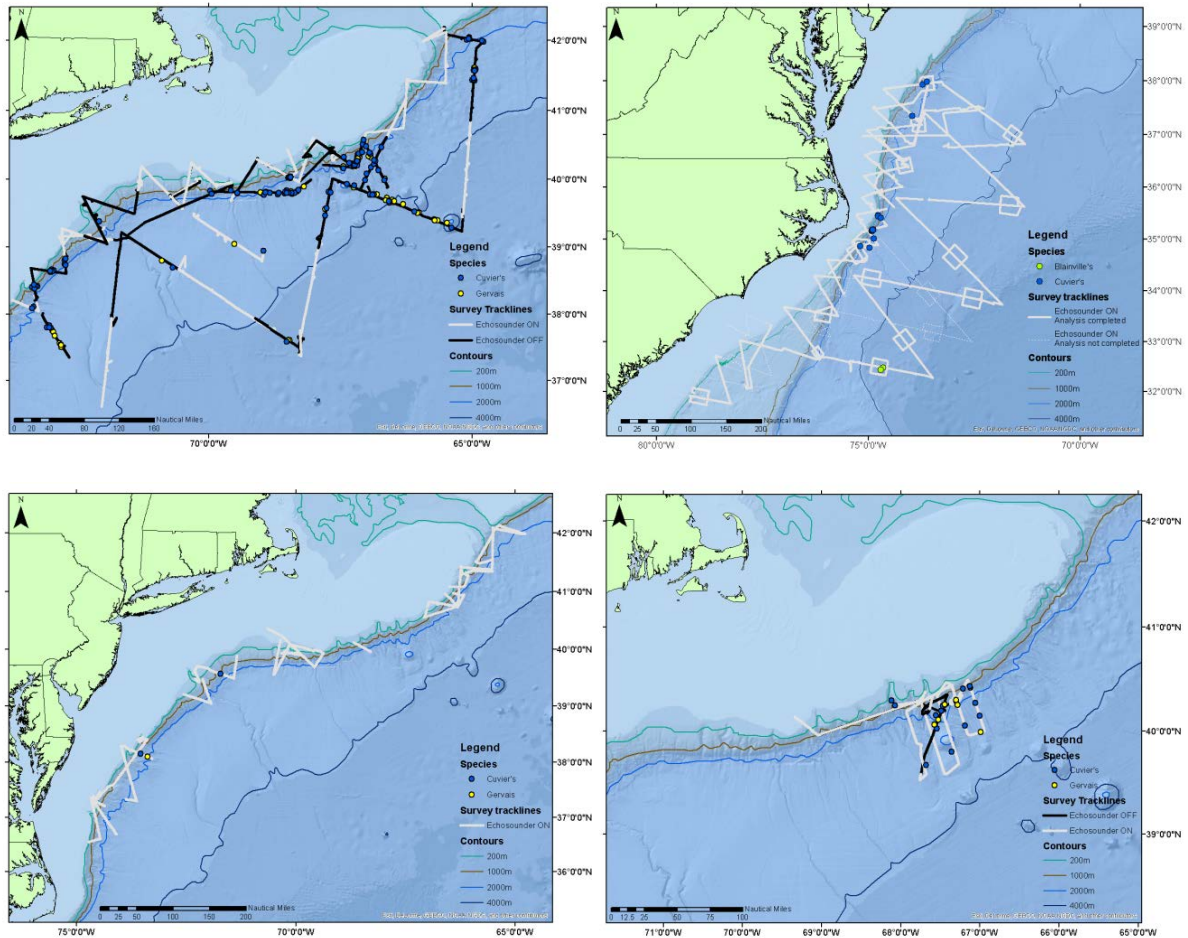 N
42°0'0"N
41°0'0"N
40°0'0"N
39°0'0"N
38°0'0"N
37°0'0"N
Legend
Species
Cuvier's
Gervais
Survey tracklines
Echosounder ON
Echosounder OFF
Contours
200m
1000m
2000m
4000m
Nautical Miles
0 20 40 80 120 160
70°0'0"W 65°0'0"W
N
39°0'0"N
38°0'0"N
37°0'0"N
36°0'0"N
35°0'0"N
34°0'0"N
33°0'0"N
32°0'0"N
Legend
Species
Blainville's
Cuvier's
Survey tracklines
Echosounder ON
Analysis completed
Echosounder ON
Analysis not completed
Contours
200m
1000m
2000m
4000m
Nautical Miles
0 25 50 100 150 200
80°0'0"W 75°0'0"W 70°0'0"W
N
42°0'0"N
41°0'0"N
40°0'0"N
39°0'0"N
38°0'0"N
37°0'0"N
36°0'0"N
Legend
Species
Cuvier's
Gervais
Survey tracklines
Echosounder ON
Contours
200m
1000m
2000m
4000m
Nautical Miles
0 25 50 100 150 200
75°0'0"W 70°0'0"W 65°0'0"W
N
42°0'0"N
41°0'0"N
40°0'0"N
39°0'0"N
Legend
Species
Cuvier's
Gervais
Survey Tracklines
Echosounder OFF
Echosounder ON
Contours
200m
1000m
2000m
4000m
Nautical Miles
0 12.5 25 50 75 100
71°0'0"W 70°0'0"W 69°0'0"W 68°0'0"W 67°0'0"W 66°0'0"W 65°0'0"W